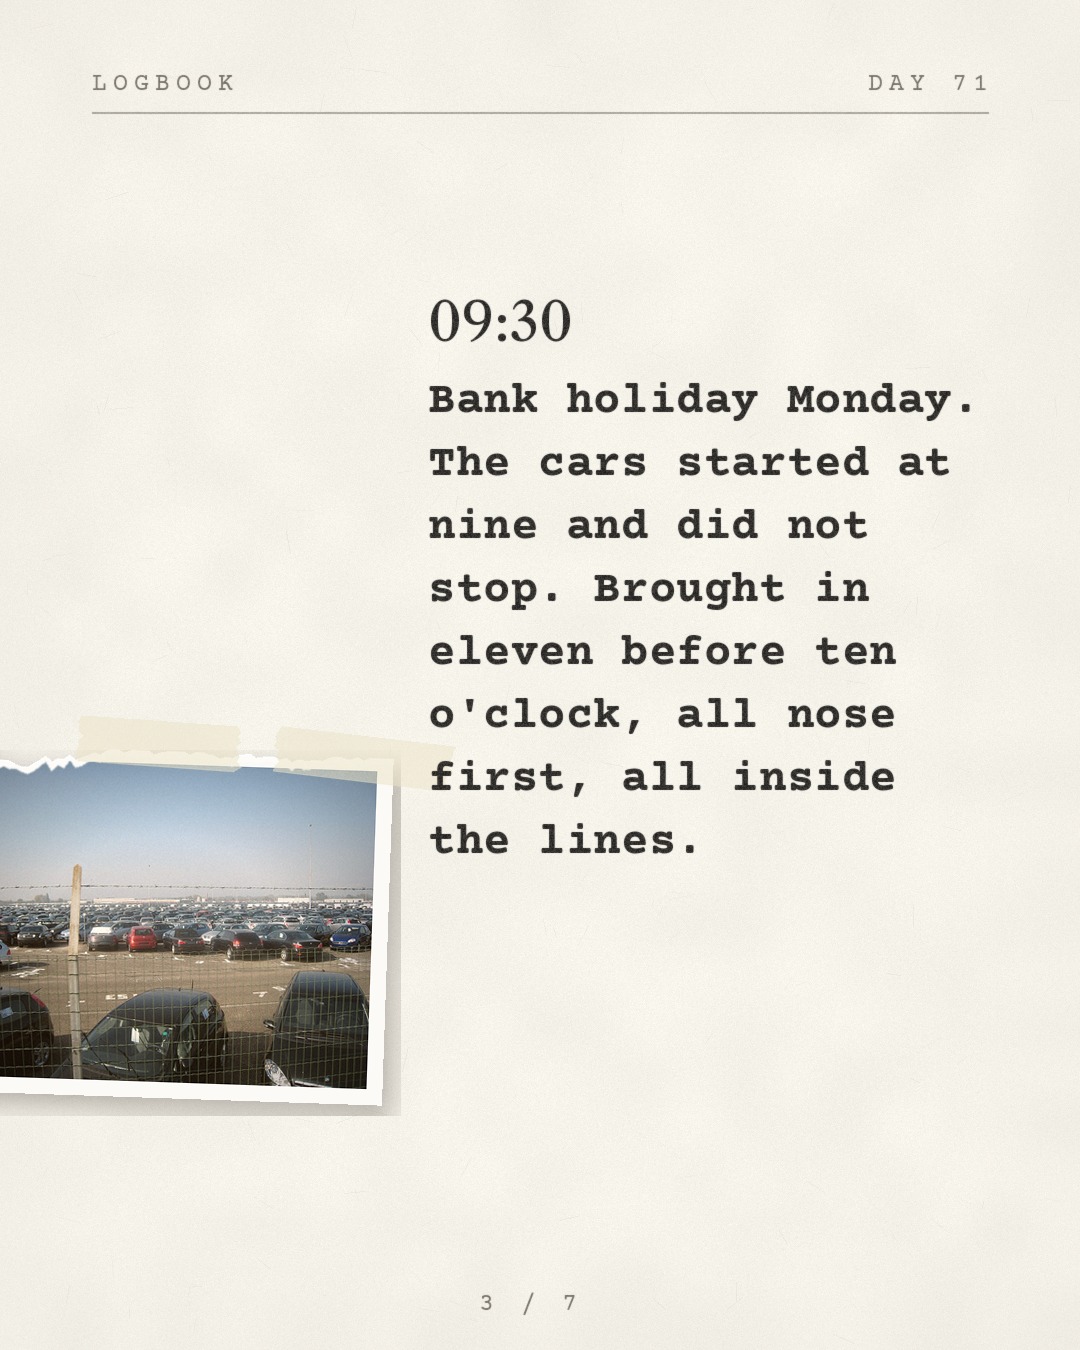 LOGBOOK DAY 71
09:30
Bank holiday Monday.
The cars started at
nine and did not
stop. Brought in
eleven before ten
o'clock, all nose
first, all inside
the lines.
3 / 7